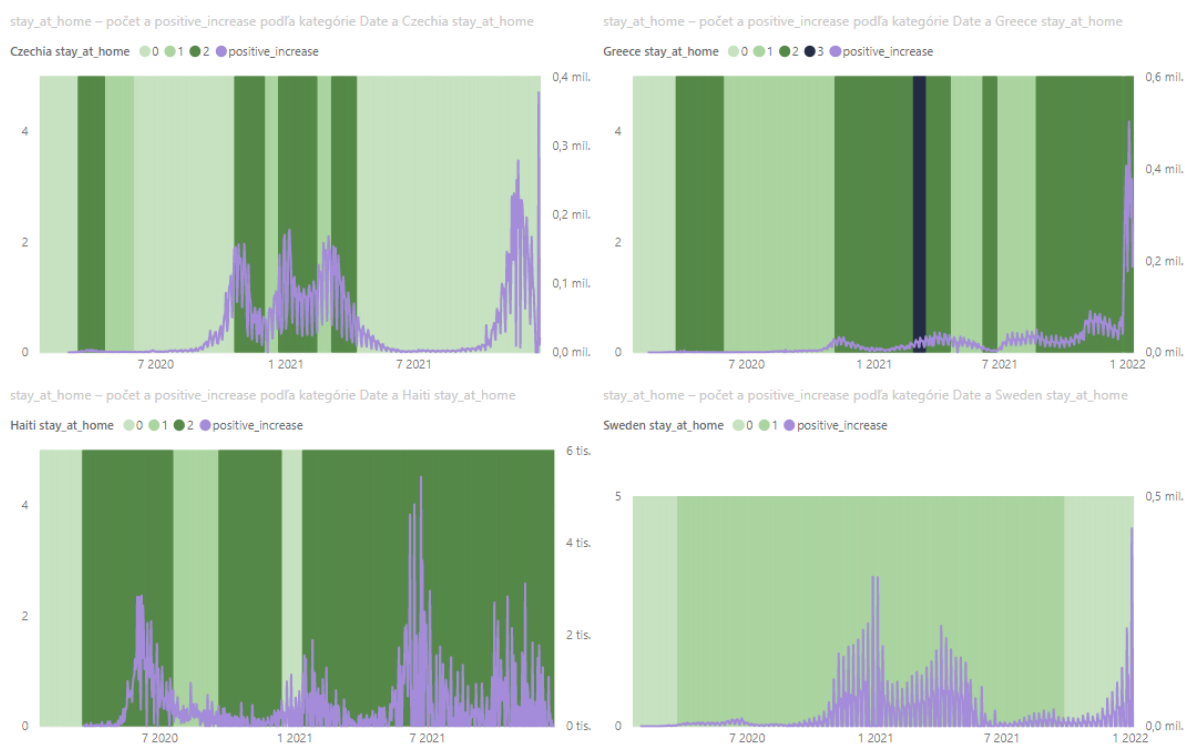 stay_at_home – počet a positive_increase podľa kategórie Date a Czechia stay_at_home
Czechia stay_at_home 0 1 2 positive_increase
4
2
0
0,4 mil.
0,3 mil.
0,2 mil.
0,1 mil.
0,0 mil.
7 2020
1 2021
7 2021
stay_at_home – počet a positive_increase podľa kategórie Date a Greece stay_at_home
Greece stay_at_home 0 1 2 3 positive_increase
4
2
0
0,6 mil.
0,4 mil.
0,2 mil.
0,0 mil.
7 2020
1 2021
7 2021
1 2022
stay_at_home – počet a positive_increase podľa kategórie Date a Haiti stay_at_home
Haiti stay_at_home 0 1 2 positive_increase
4
2
0
6 tis.
4 tis.
2 tis.
0 tis.
7 2020
1 2021
7 2021
stay_at_home – počet a positive_increase podľa kategórie Date a Sweden stay_at_home
Sweden stay_at_home 0 1 positive_increase
5
0
0,5 mil.
0,0 mil.
7 2020
1 2021
7 2021
1 2022